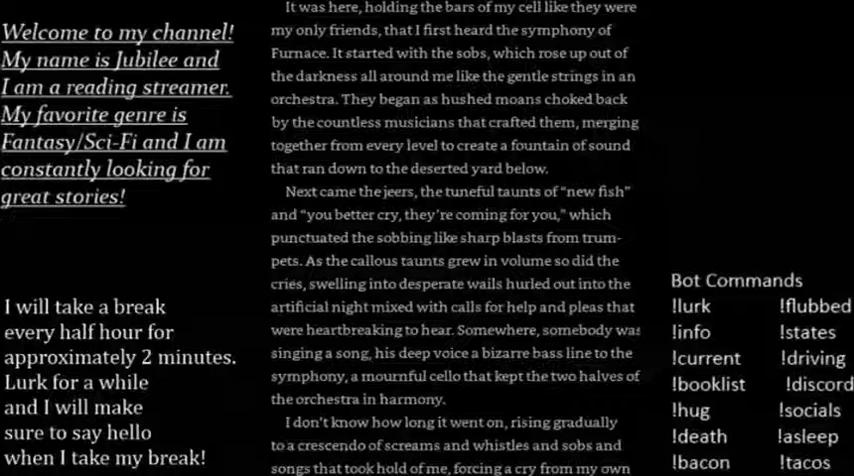 Welcome to my channel!
My name is Jubilee and
I am a reading streamer.
My favorite genre is
Fantasy/Sci-Fi and I am
constantly looking for
great stories!
I will take a break
every half hour for
approximately 2 minutes.
Lurk for a while
and I will make
sure to say hello
when I take my break!
It was here, holding the bars of my cell like they were
my only friends, that I first heard the symphony of
Furnace. It started with the sobs, which rose up out of
the darkness all around me like the gentle strings in an
orchestra. They began as hushed moans choked back
by the countless musicians that crafted them, merging
together from every level to create a fountain of sound
that ran down to the deserted yard below.
Next came the jeers, the tuneful taunts of “new fish”
and “you better cry, they’re coming for you,” which
punctuated the sobbing like sharp blasts from trum-
pets. As the callous taunts grew in volume so did the
cries, swelling into desperate wails hurled out into the
artificial night mixed with calls for help and pleas that
were heartbreaking to hear. Somewhere, somebody was
singing a song, his deep voice a bizarre bass line to the
symphony, a mournful cello that kept the two halves of
the orchestra in harmony.
I don’t know how long it went on, rising gradually
to a crescendo of screams and whistles and sobs and
songs that took hold of me, forcing a cry from my own
Bot Commands
!lurk !flubbed
!info !states
!current !driving
!booklist !discord
!hug !socials
!death !asleep
!bacon !tacos